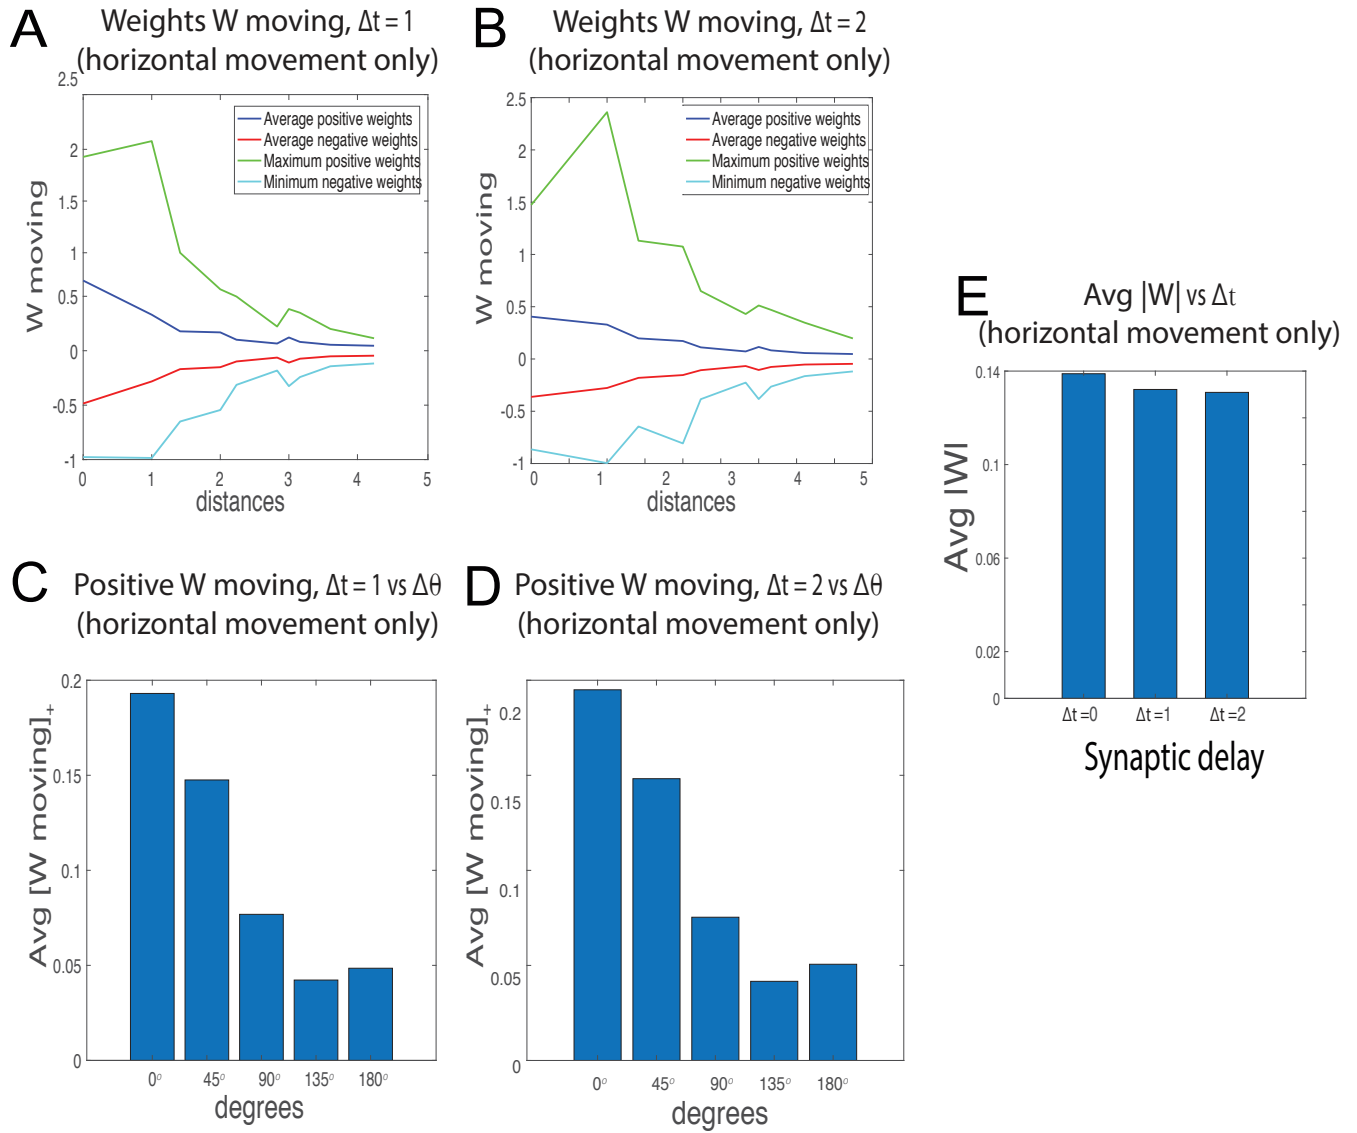 A
Weights W moving, Δt = 1
(horizontal movement only)
2.5
2
1.5
1
0.5
0
-0.5
-1
W moving
Average positive weights
Average negative weights
Maximum positive weights
Minimum negative weights
0 1 2 3 4 5
distances
B
Weights W moving, Δt = 2
(horizontal movement only)
2.5
2
1.5
1
0.5
0
-0.5
-1
W moving
Average positive weights
Average negative weights
Maximum positive weights
Minimum negative weights
0 1 2 3 4 5
distances
E
Avg |W| vs Δt
(horizontal movement only)
0.14
0.1
0.06
0.02
0
Avg |W|
Δt =0 Δt =1 Δt =2
Synaptic delay
C
Positive W moving, Δt = 1 vs Δθ
(horizontal movement only)
0.2
0.15
0.1
0.05
0
Avg [W moving]+
0° 45° 90° 135° 180°
degrees
D
Positive W moving, Δt = 2 vs Δθ
(horizontal movement only)
0.2
0.15
0.1
0.05
0
Avg [W moving]+
0° 45° 90° 135° 180°
degrees